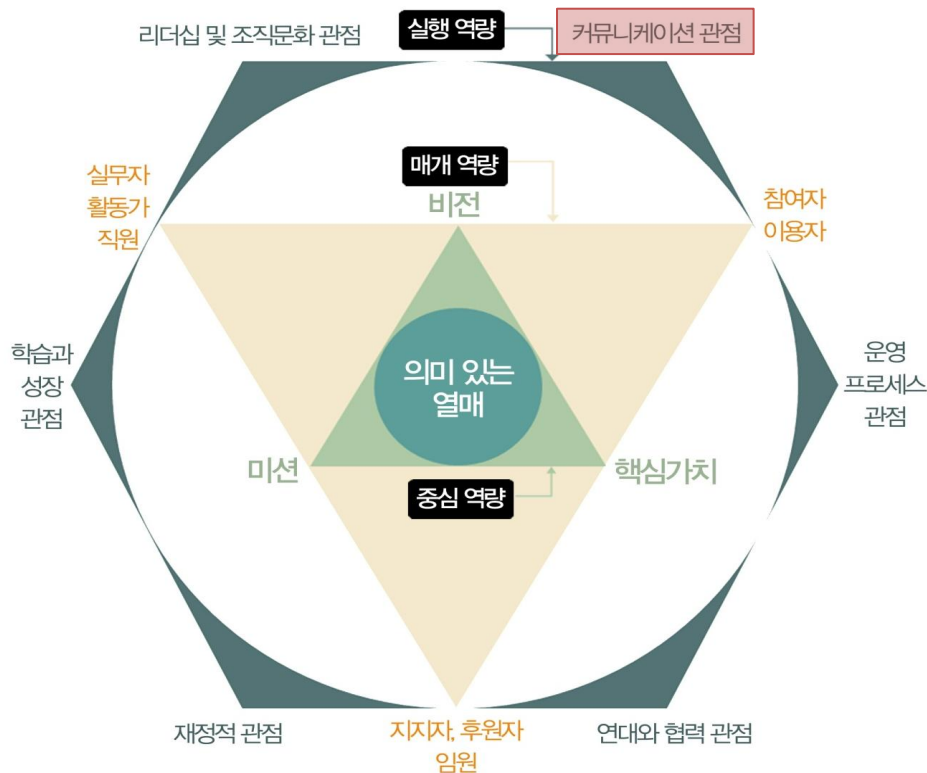 리더십 및 조직문화 관점
실행 역량
커뮤니케이션 관점
매개 역량
비전
실무자
활동가
직원
참여자
이용자
학습과
성장
관점
의미 있는
열매
운영
프로세스
관점
미션
핵심가치
중심 역량
재정적 관점
지지자, 후원자
임원
연대와 협력 관점